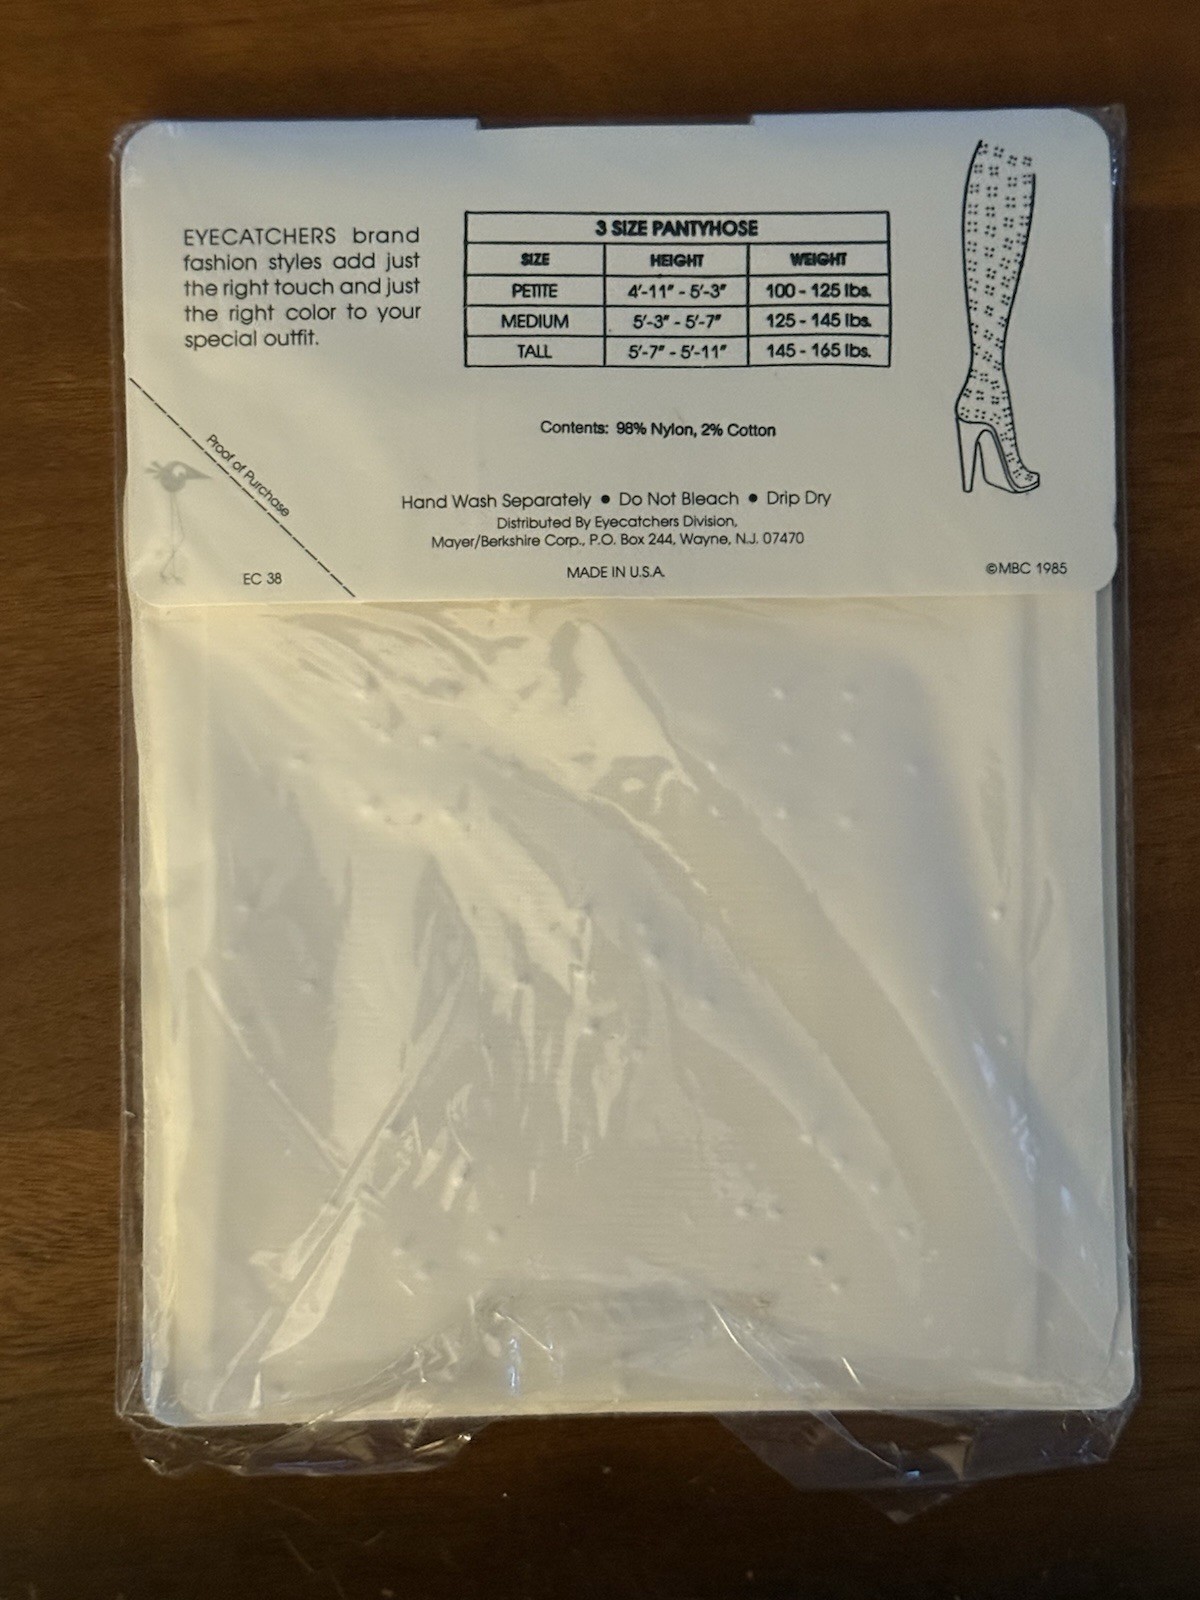 EYECATCHERS brand
fashion styles add just
the right touch and just
the right color to your
special outfit.
3 SIZE PANTYHOSE
SIZE HEIGHT WEIGHT
PETITE 4'-11" - 5'-3" 100 - 125 lbs.
MEDIUM 5'-3" - 5'-7" 125 - 145 lbs.
TALL 5'-7" - 5'-11" 145 - 165 lbs.
Contents: 98% Nylon, 2% Cotton
Proof of Purchase
Hand Wash Separately • Do Not Bleach • Drip Dry
Distributed By Eyecatchers Division,
Mayer/Berkshire Corp., P.O. Box 244, Wayne, N.J. 07470
EC 38
MADE IN U.S.A.
©MBC 1985